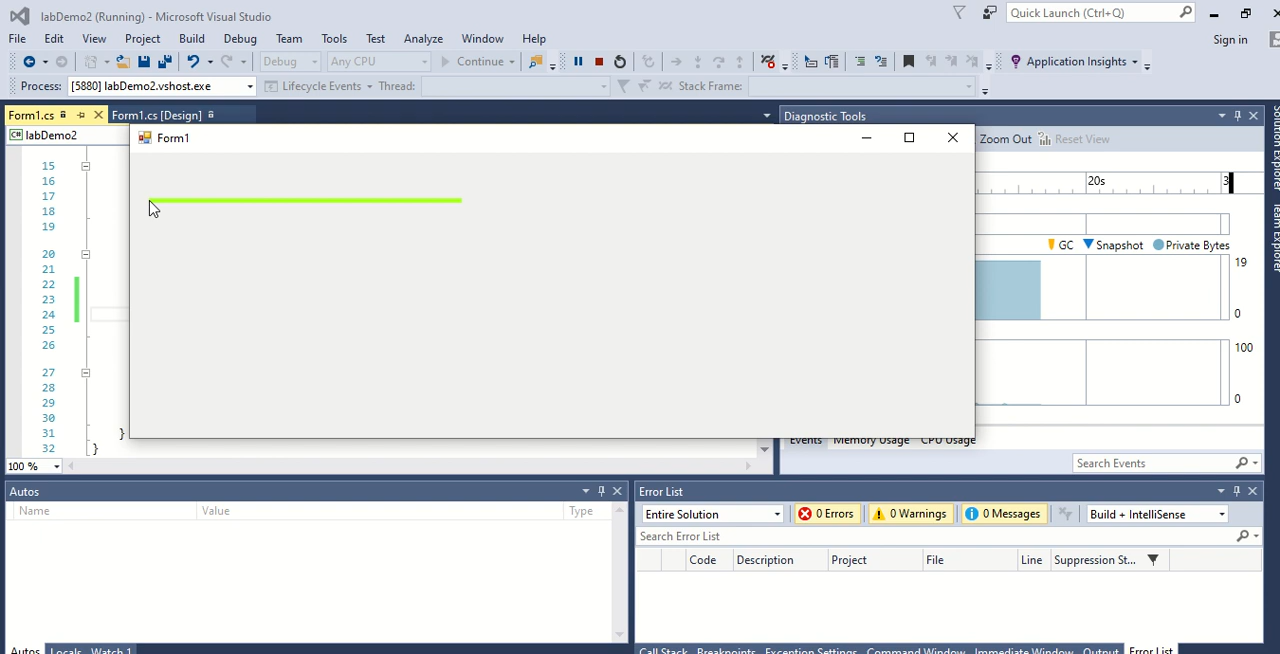 labDemo2 (Running) - Microsoft Visual Studio
Quick Launch (Ctrl+Q)
File Edit View Project Build Debug Team Tools Test Analyze Window Help
Sign in
Debug Any CPU Continue Application Insights
Process: [5880] labDemo2.vshost.exe Lifecycle Events Thread: Stack Frame:
Form1.cs Form1.cs [Design]
Diagnostic Tools
C# labDemo2
Form1
Zoom Out Reset View
Solution Explorer
Team Explorer
15
16
17
18
19
20
21
22
23
24
25
26
27
28
29
30
31 }
32 }
20s 3
GC Snapshot Private Bytes
19
0
100
0
Events Memory Usage CPU Usage
100 %
Search Events
Autos
Name Value Type
Error List
Entire Solution 0 Errors 0 Warnings 0 Messages Build + IntelliSense
Search Error List
Code Description Project File Line Suppression St...
Autos Locals Watch 1
Call Stack Breakpoints Exception Settings Command Window Immediate Window Output Error List